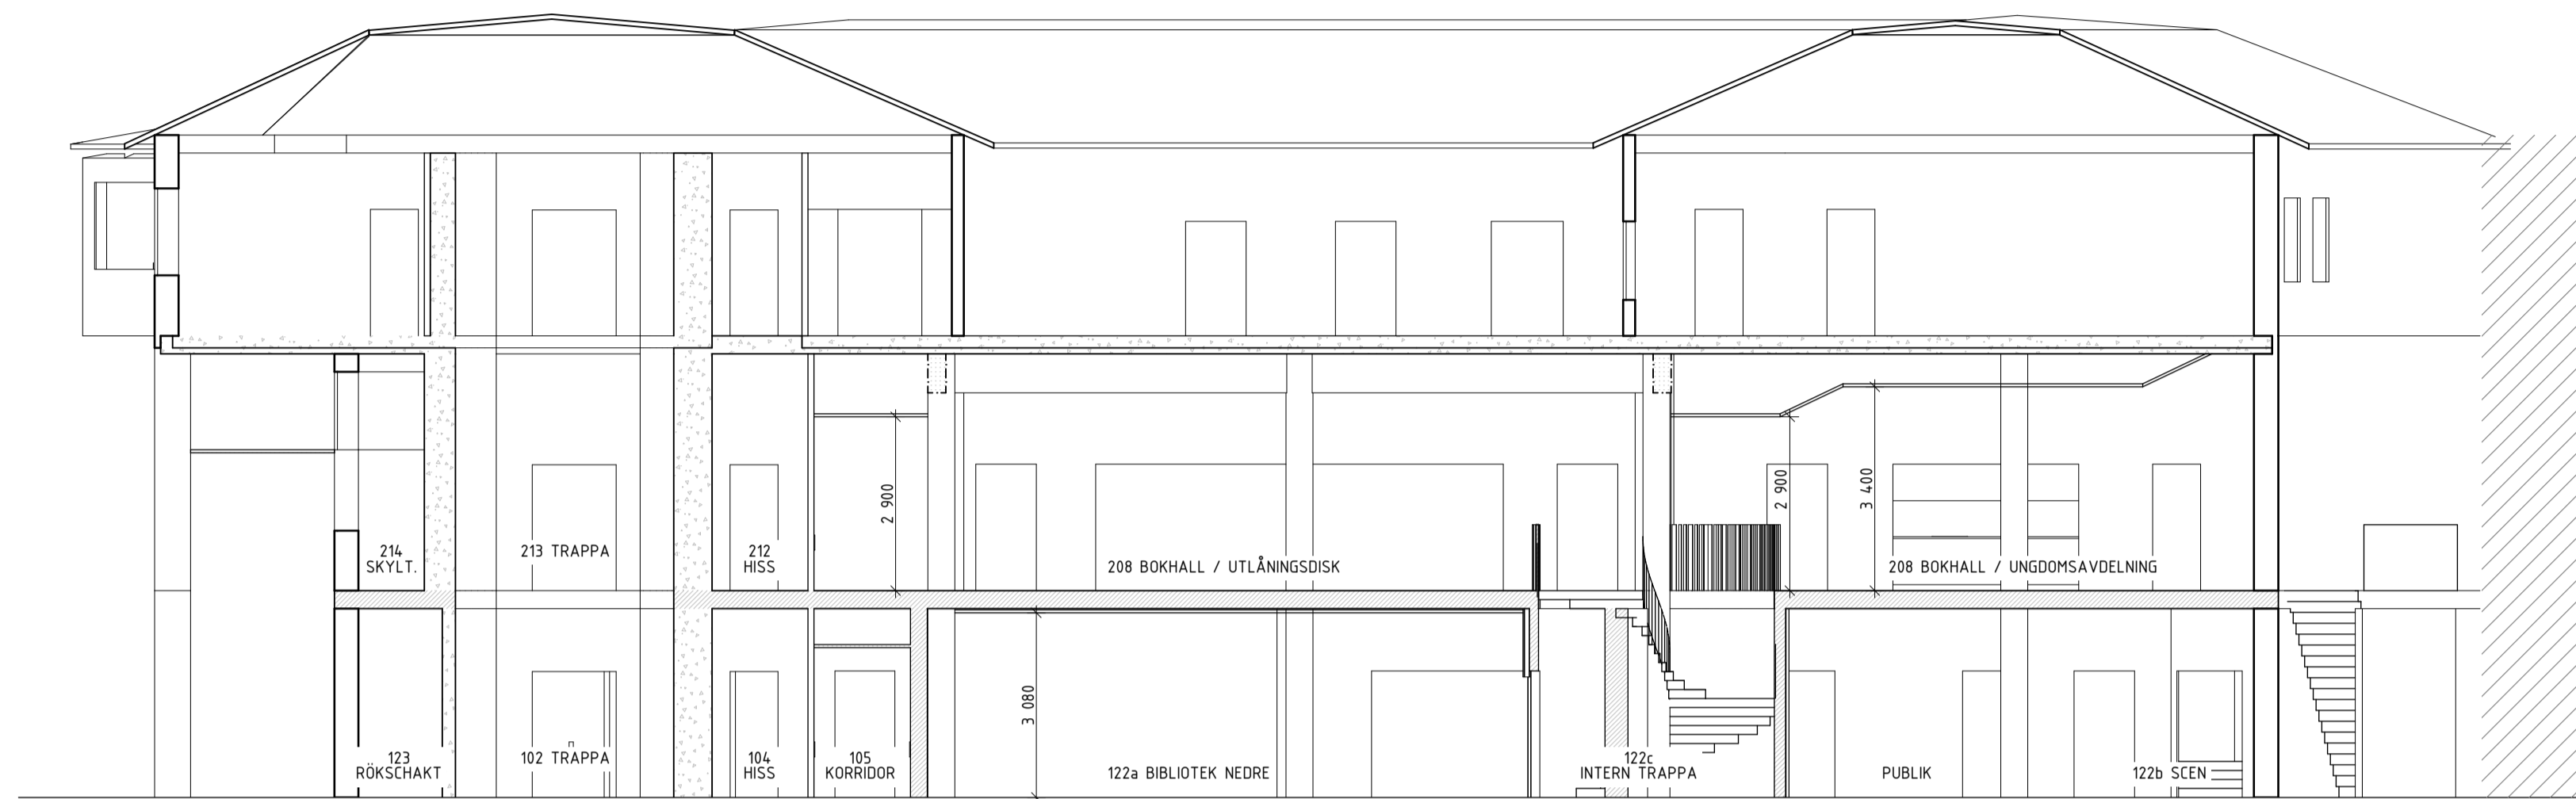 2 900
2 900
3 400
214
SKYLT.
213 TRAPPA
212
HISS
208 BOKHALL / UTLÅNINGSDISK
208 BOKHALL / UNGDOMSAVDELNING
3 080
123
RÖKSCHAKT
102 TRAPPA
104
HISS
105
KORRIDOR
122a BIBLIOTEK NEDRE
122c
INTERN TRAPPA
PUBLIK
122b SCEN